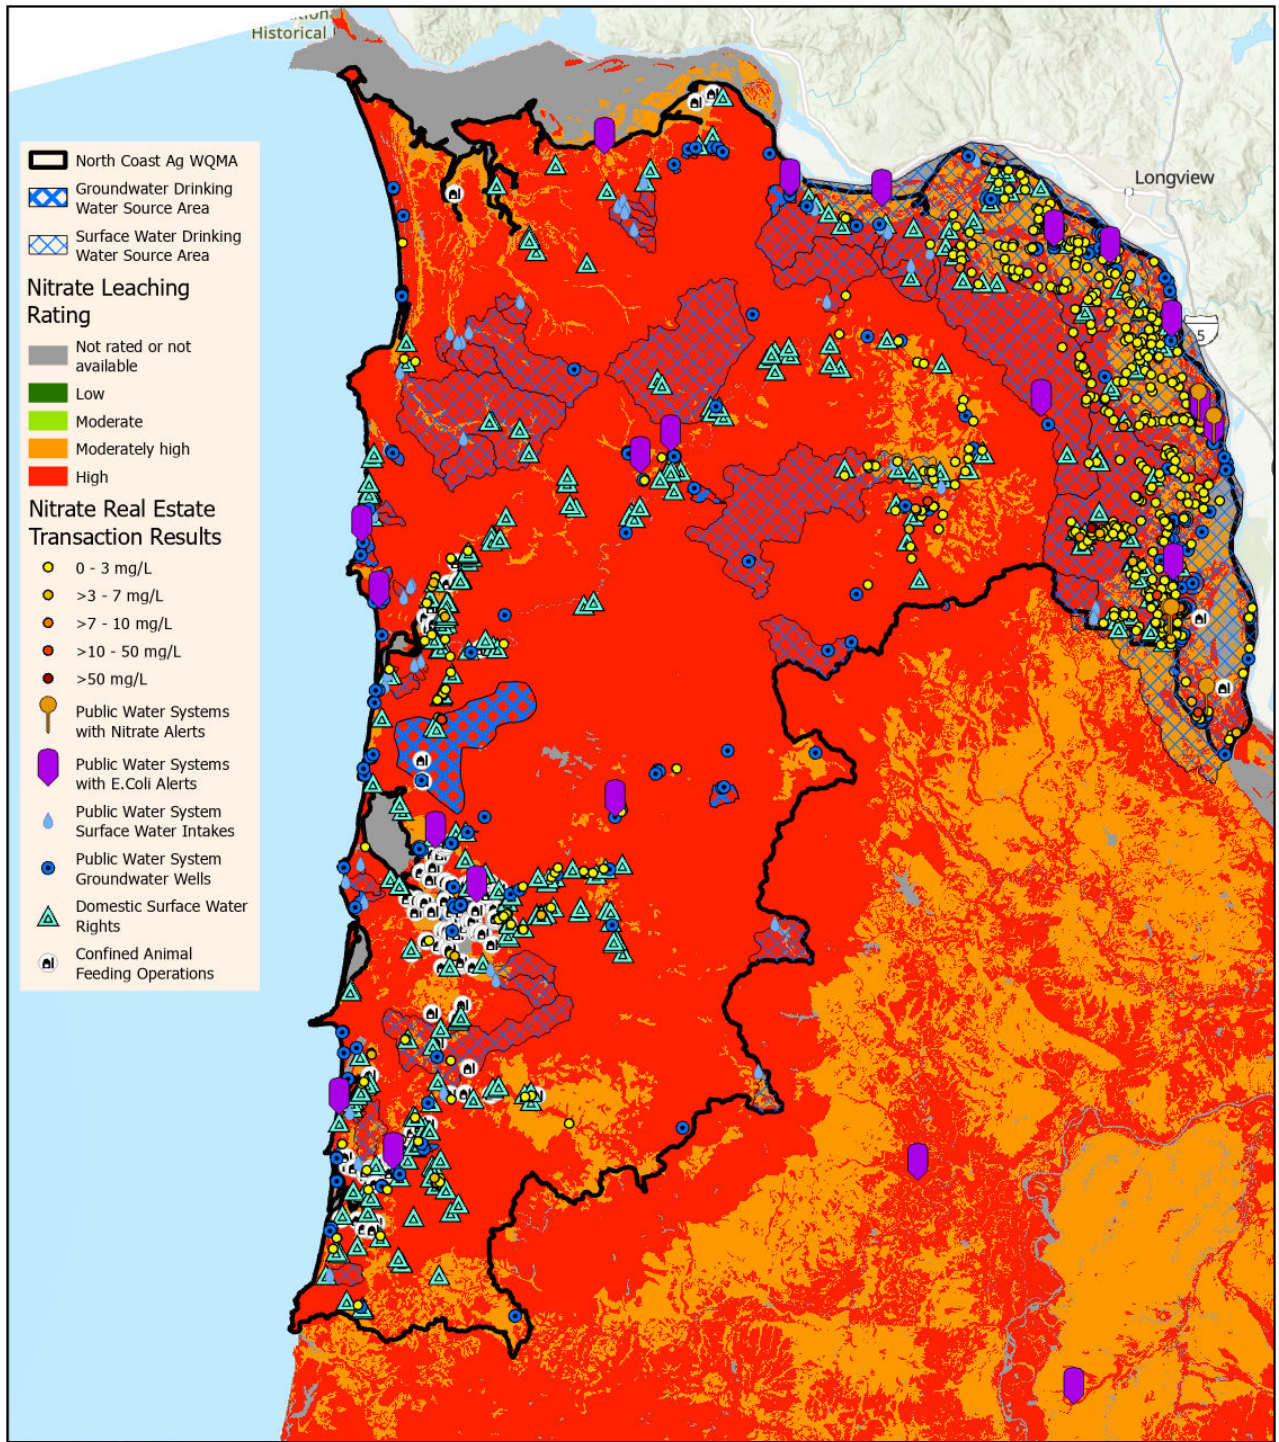 Historical
Longview
5
North Coast Ag WQMA
Groundwater Drinking
Water Source Area
Surface Water Drinking
Water Source Area
Nitrate Leaching
Rating
Not rated or not
available
Low
Moderate
Moderately high
High
Nitrate Real Estate
Transaction Results
0 - 3 mg/L
>3 - 7 mg/L
>7 - 10 mg/L
>10 - 50 mg/L
>50 mg/L
Public Water Systems
with Nitrate Alerts
Public Water Systems
with E.Coli Alerts
Public Water System
Surface Water Intakes
Public Water System
Groundwater Wells
Domestic Surface Water
Rights
Confined Animal
Feeding Operations